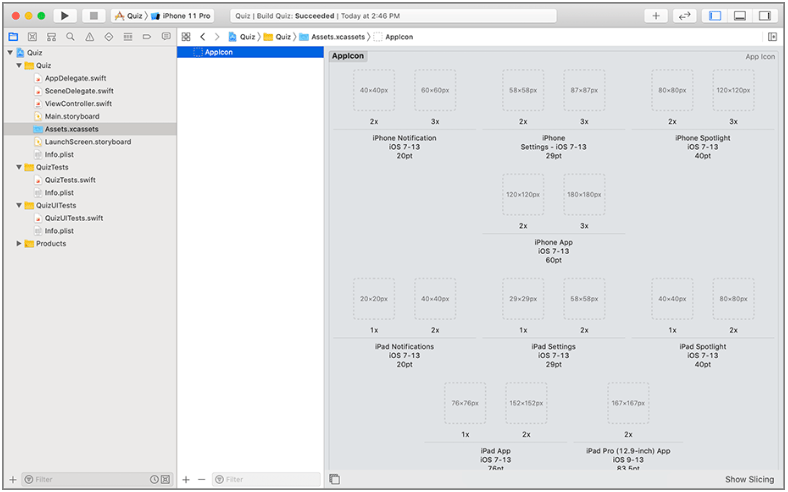 Quiz iPhone 11 Pro
Quiz | Build Quiz: Succeeded | Today at 2:46 PM
Quiz Quiz Assets.xcassets AppIcon
Quiz
Quiz
AppDelegate.swift
SceneDelegate.swift
ViewController.swift
Main.storyboard
Assets.xcassets
LaunchScreen.storyboard
Info.plist
QuizTests
QuizTests.swift
Info.plist
QuizUITests
QuizUITests.swift
Info.plist
Products
Filter
AppIcon
Filter
AppIcon App Icon
40×40px 60×60px 58×58px 87×87px 80×80px 120×120px
2x 3x 2x 3x 2x 3x
iPhone Notification iPhone iPhone Spotlight
iOS 7-13 Settings - iOS 7-13 iOS 7-13
20pt 29pt 40pt
120×120px 180×180px
2x 3x
iPhone App
iOS 7-13
60pt
20×20px 40×40px 29×29px 58×58px 40×40px 80×80px
1x 2x 1x 2x 1x 2x
iPad Notifications iPad Settings iPad Spotlight
iOS 7-13 iOS 7-13 iOS 7-13
20pt 29pt 40pt
76×76px 152×152px 167×167px
1x 2x 2x
iPad App iPad Pro (12.9-inch) App
iOS 7-13 iOS 9-13
76pt 83.5pt
Show Slicing